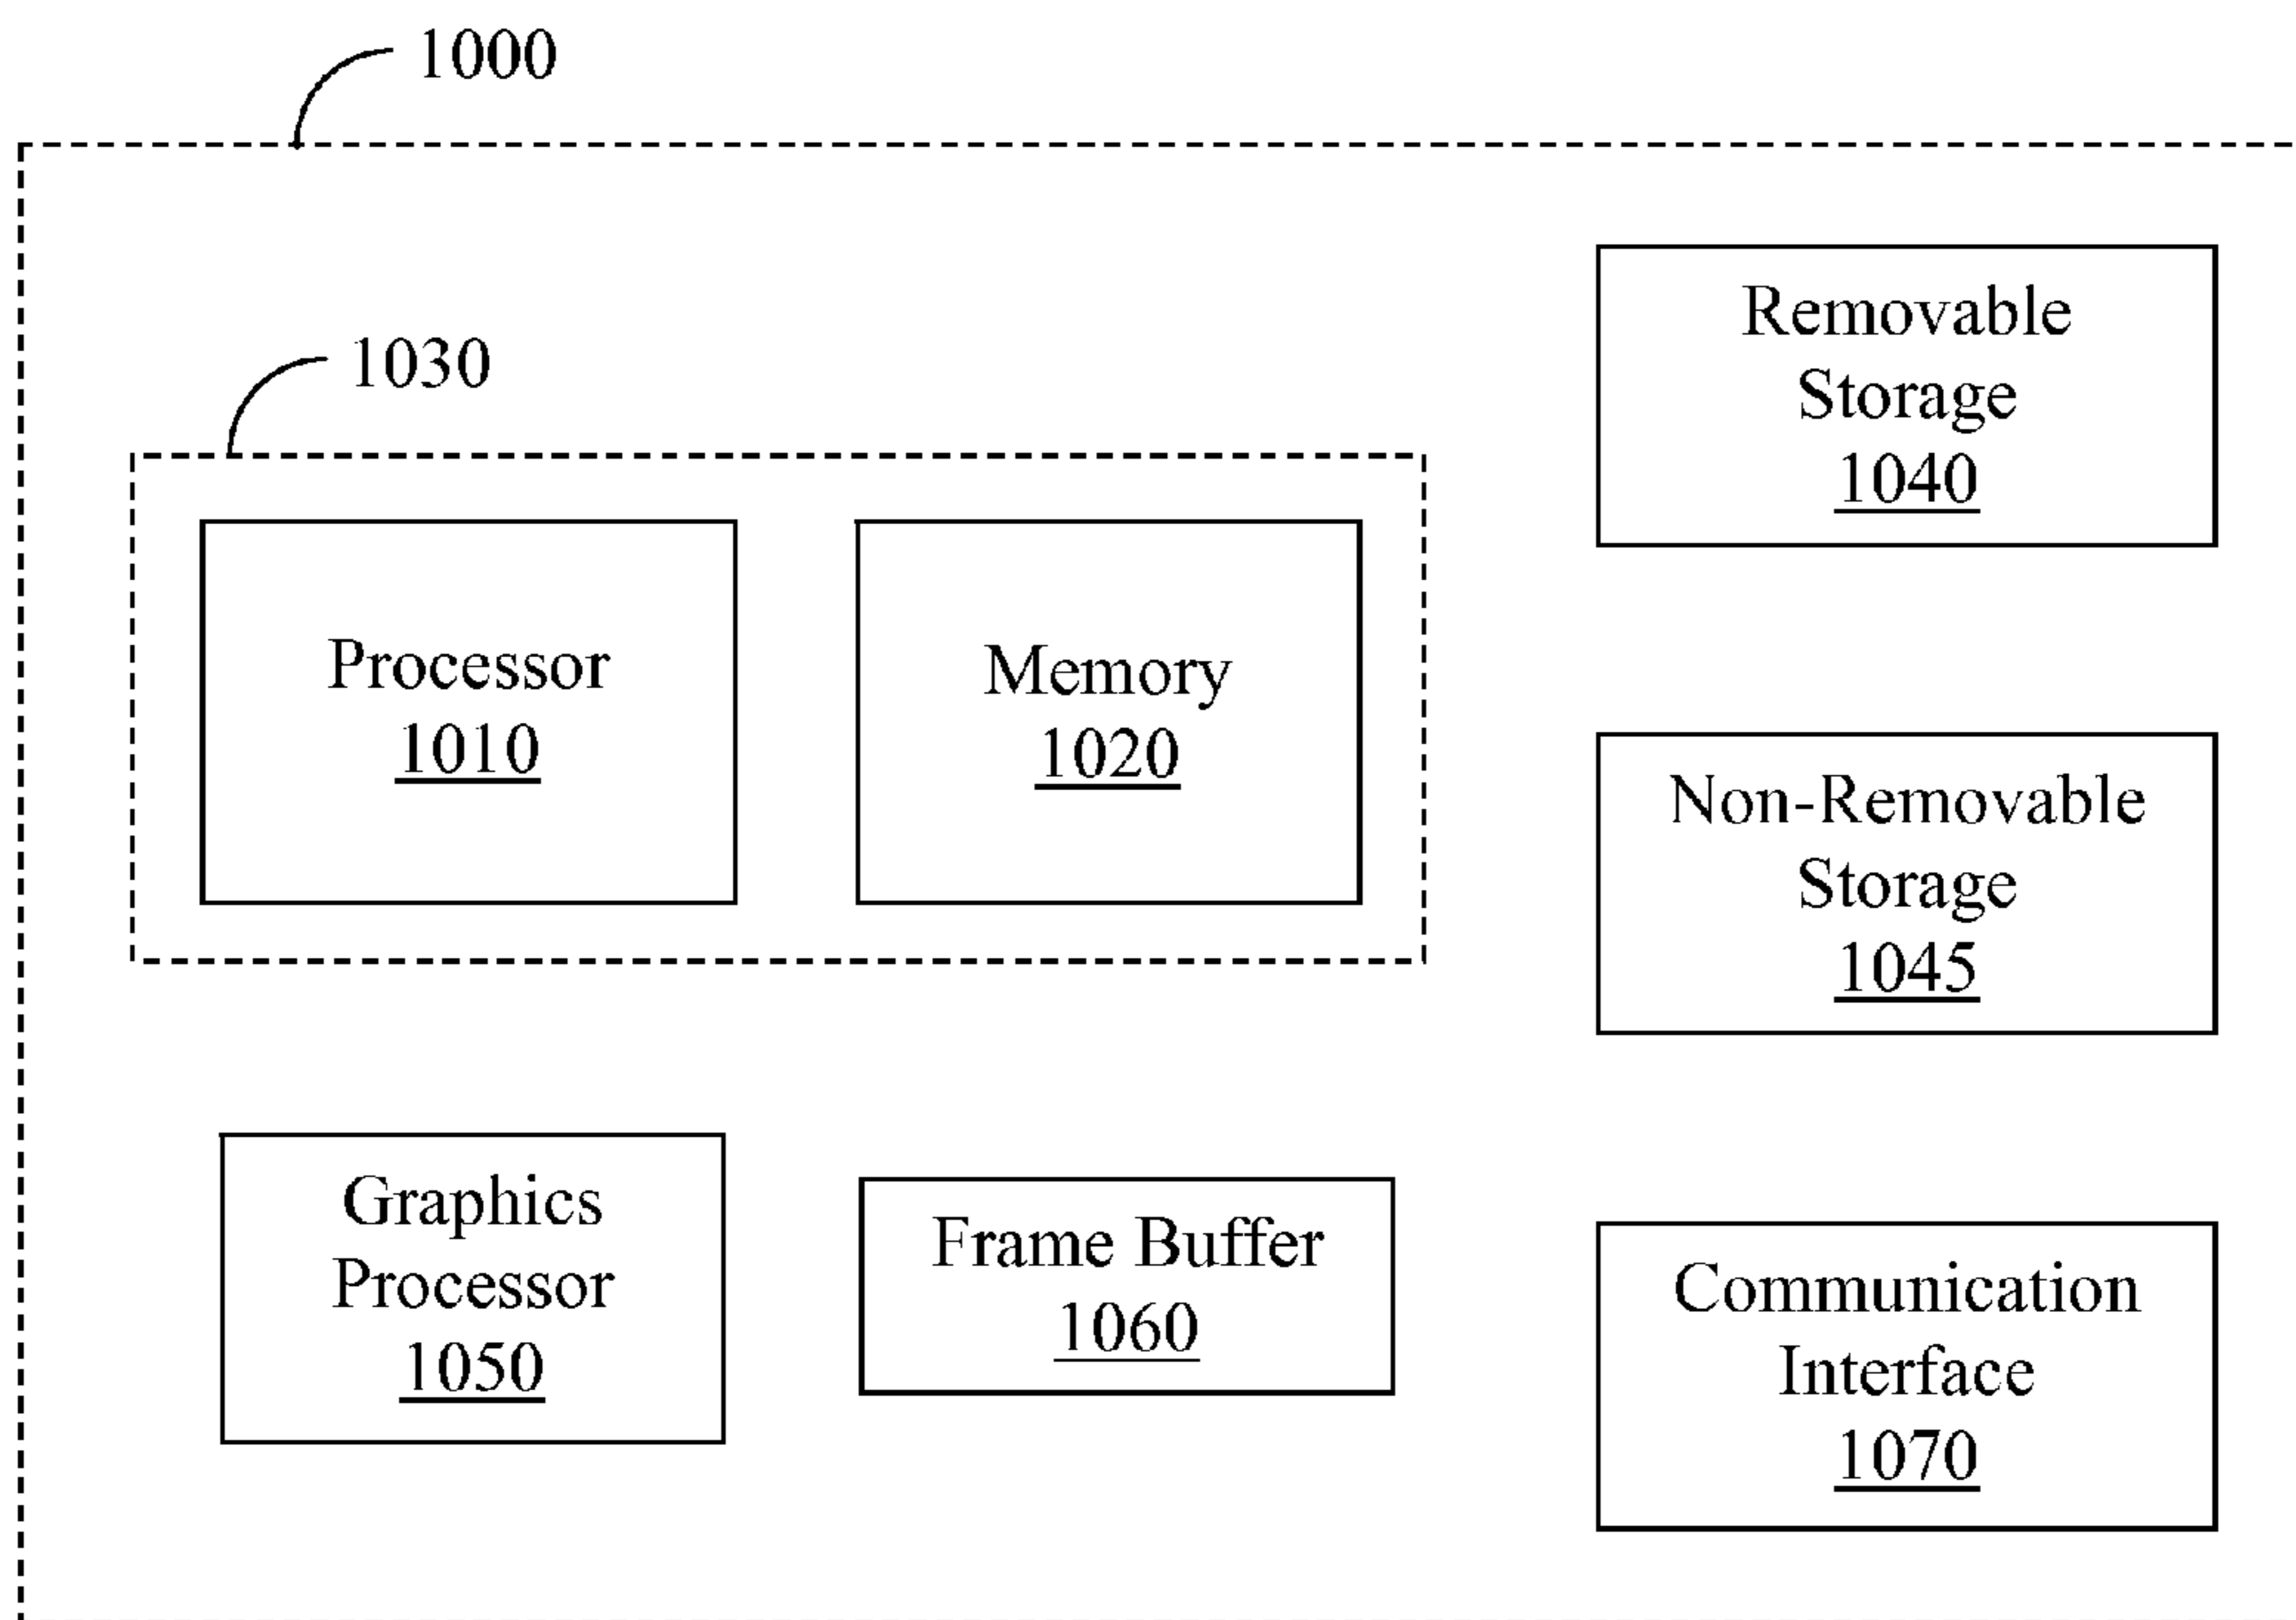 1000
1030
Removable
Storage
1040
Processor
1010
Memory
1020
Non-Removable
Storage
1045
Graphics
Processor
1050
Frame Buffer
1060
Communication
Interface
1070